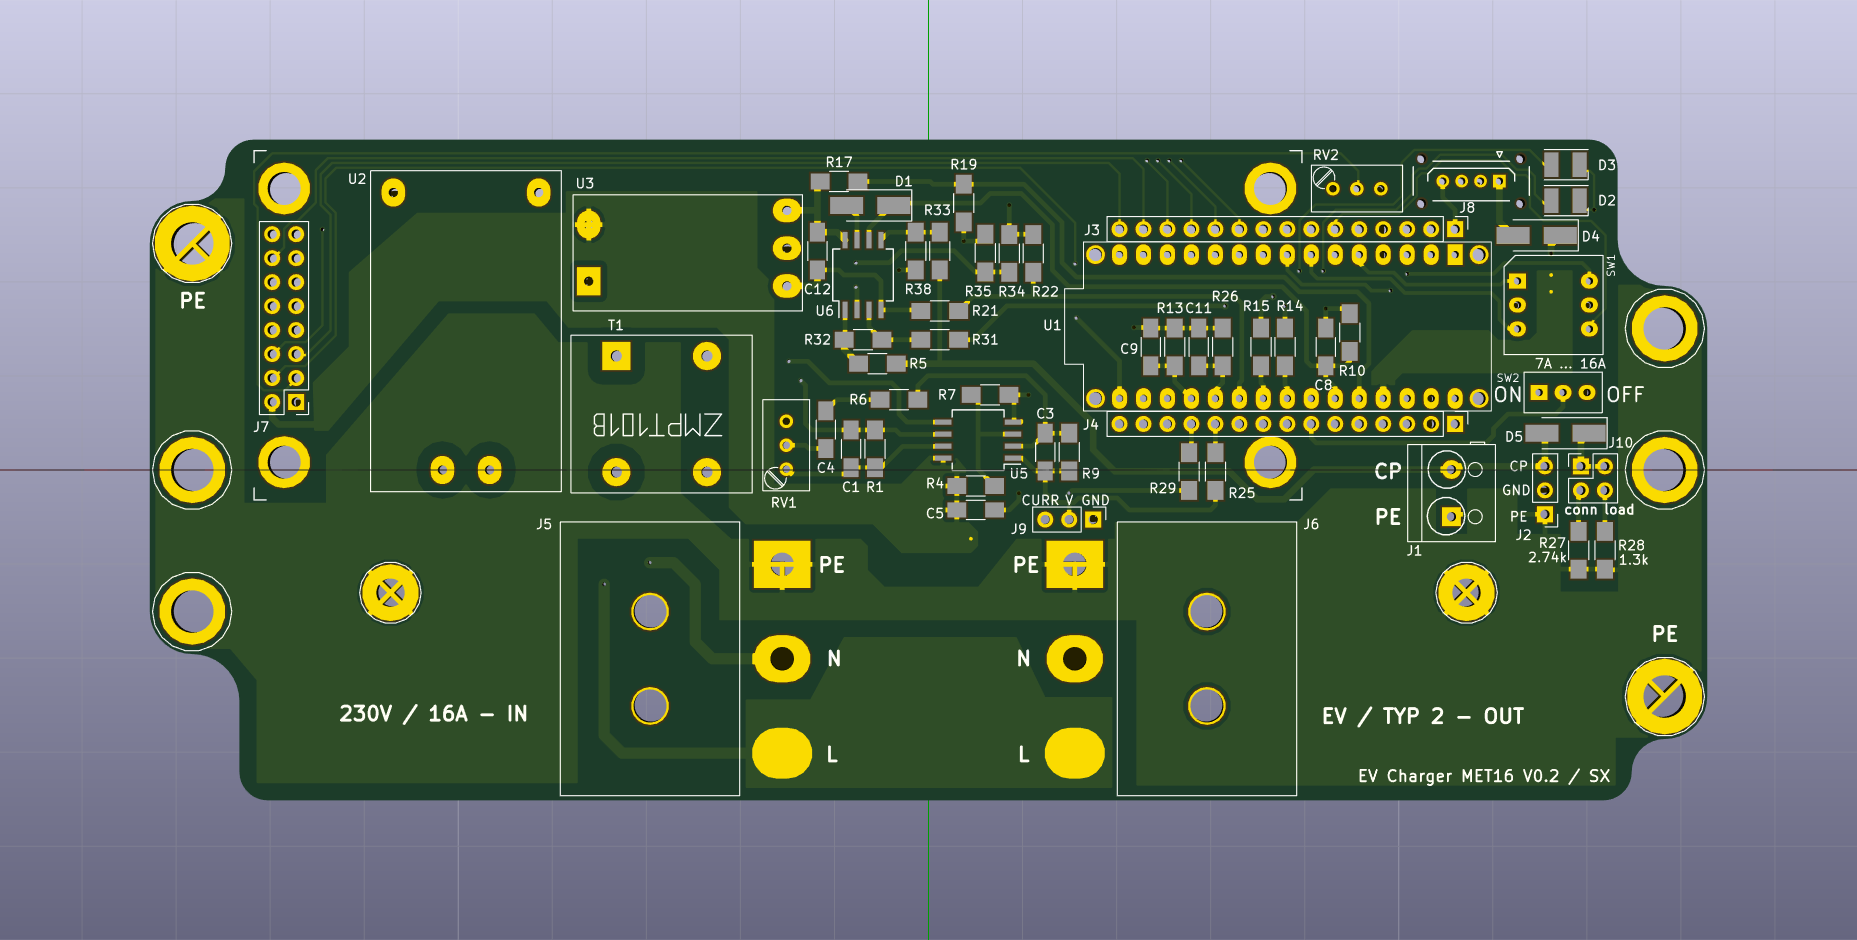 R17
RV2
R19
D3
U2
U3
D1
D2
R33
J8
J3
D4
SW1
PE
C12
R38
R35 R34 R22
U6
R21
R26
R13 C11
R15 R14
U1
T1
R32
R31
C9
R5
7A ... 16A
R10
SW2
C8
ON
OFF
R6
R7
ZMPT101B
C3
J4
J7
D5
J10
C4
CP
CP
U5
R9
C1 R1
R4
R29
R25
GND
RV1
CURR V GND
conn load
C5
PE
PE
J5
J9
J6
J2
R27
2.74k
R28
1.3k
J1
PE
PE
PE
N
N
230V / 16A - IN
EV / TYP 2 - OUT
L
L
EV Charger MET16 V0.2 / SX